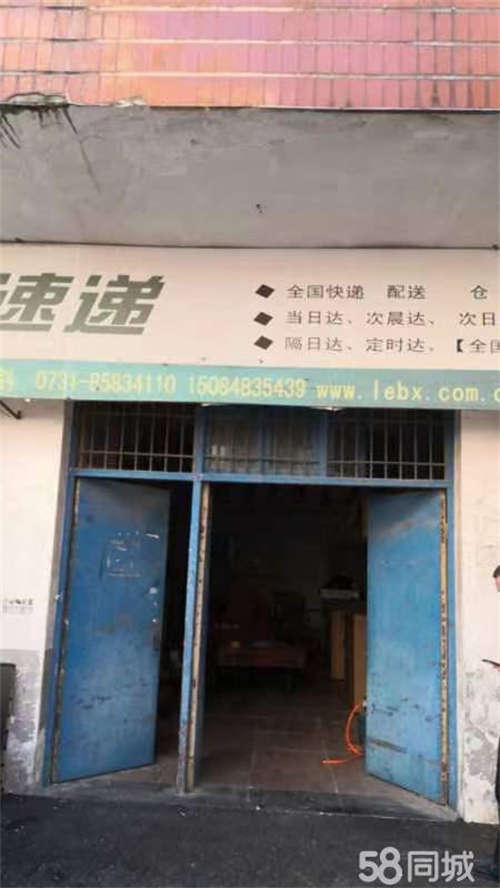 速递
◆ 全国快递 配送 仓
◆ 当日达、次晨达、次日
◆ 隔日达、定时达、【全国
0731-85834110 15084835439 www.lebx.com.c
58同城